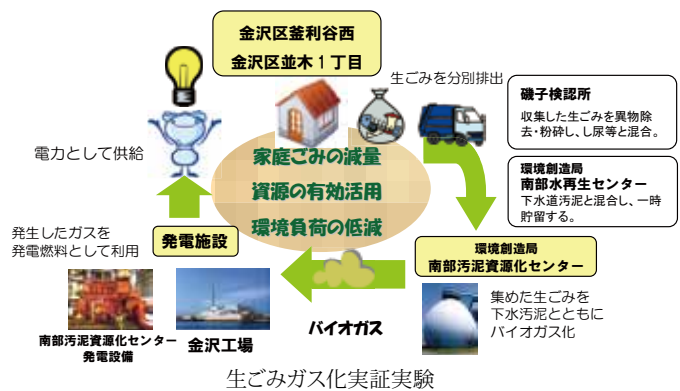 金沢区釜利谷西
金沢区並木1丁目
生ごみを分別排出
磯子検認所
収集した生ごみを異物除
去・粉砕し、し尿等と混合。
環境創造局
南部水再生センター
下水道汚泥と混合し、一時
貯留する。
環境創造局
南部汚泥資源化センター
集めた生ごみを
下水汚泥とともに
バイオガス化
バイオガス
発電施設
発生したガスを
発電燃料として利用
南部汚泥資源化センター
発電設備
金沢工場
電力として供給
家庭ごみの減量
資源の有効活用
環境負荷の低減
生ごみガス化実証実験